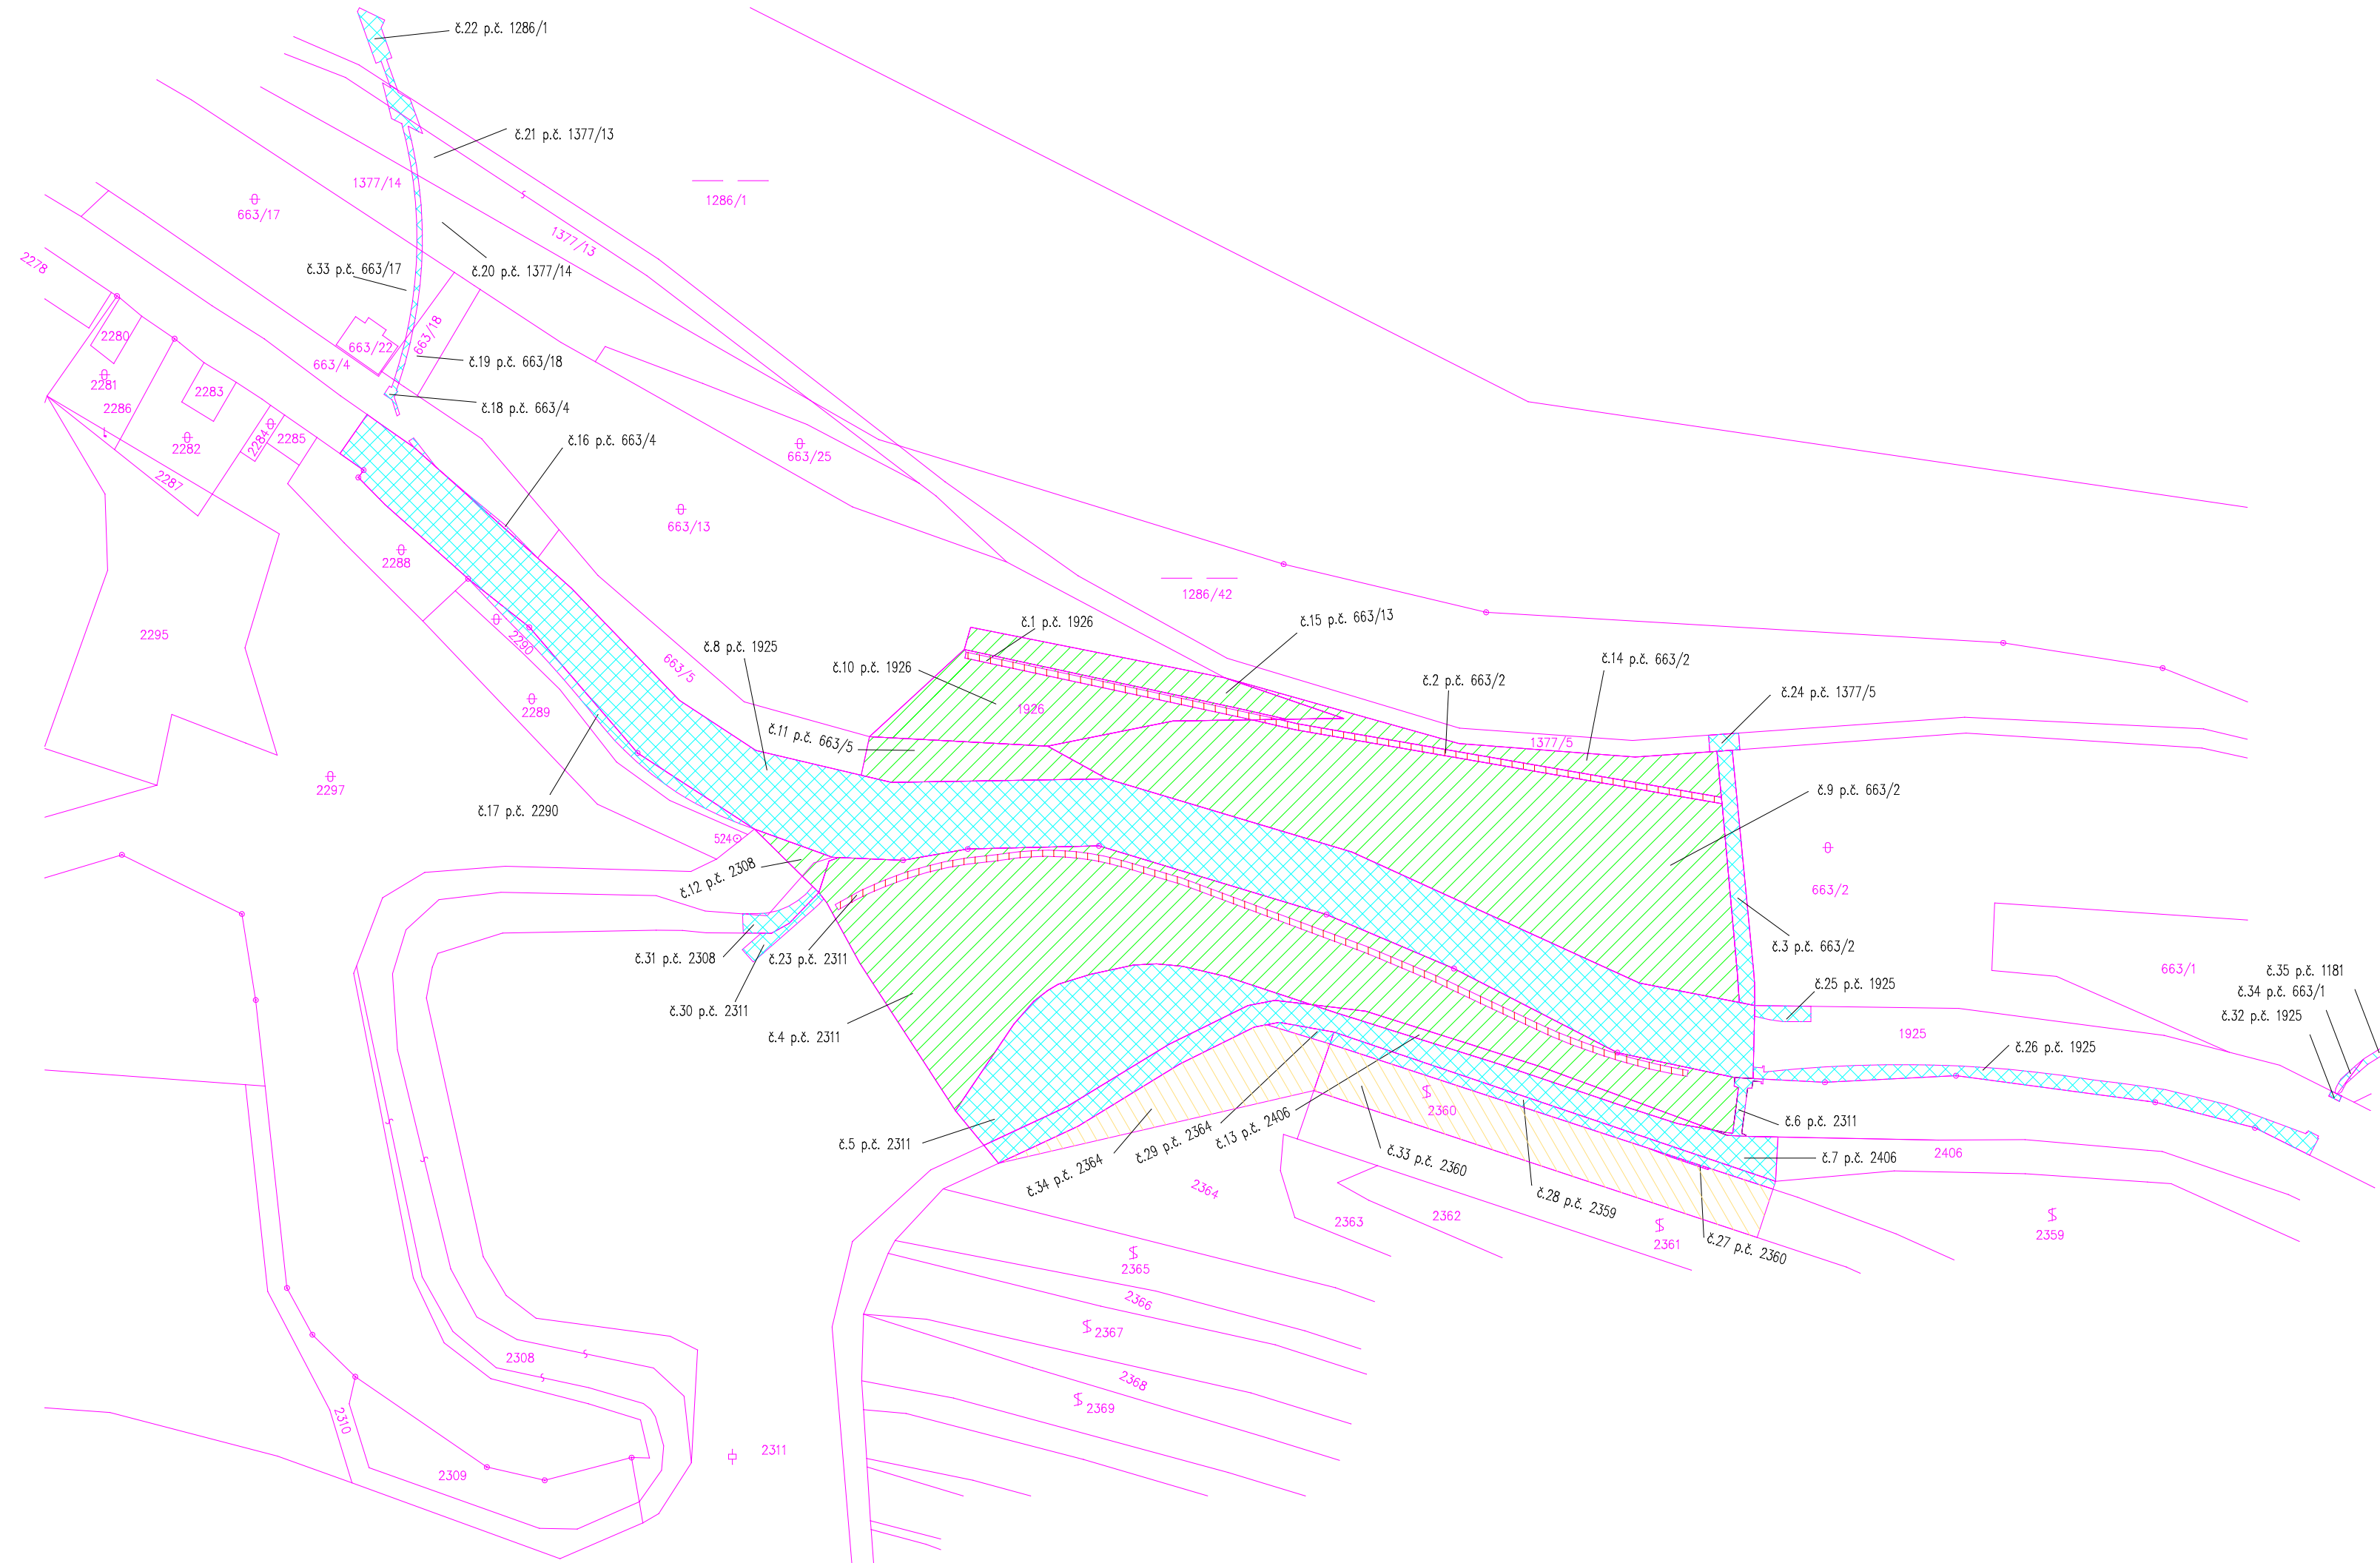 č.22 p.č. 1286/1
č.21 p.č. 1377/13
1377/14
1286/1
663/17
1377/13
2278
č.33 p.č. 663/17
č.20 p.č. 1377/14
2280
663/22
663/18
663/4
č.19 p.č. 663/18
2281
2283
2286
č.18 p.č. 663/4
2284
2285
č.16 p.č. 663/4
2282
663/25
2287
663/13
2288
1286/42
2295
2290
č.1 p.č. 1926
č.15 p.č. 663/13
č.8 p.č. 1925
663/5
č.10 p.č. 1926
č.14 p.č. 663/2
č.2 p.č. 663/2
č.24 p.č. 1377/5
2289
1926
č.11 p.č. 663/5
1377/5
2297
č.9 p.č. 663/2
č.17 p.č. 2290
524
č.12 p.č. 2308
663/2
č.3 p.č. 663/2
č.31 p.č. 2308
č.23 p.č. 2311
663/1
č.35 p.č. 1181
č.34 p.č. 663/1
č.25 p.č. 1925
č.30 p.č. 2311
č.32 p.č. 1925
č.4 p.č. 2311
1925
č.26 p.č. 1925
2360
č.6 p.č. 2311
č.5 p.č. 2311
č.29 p.č. 2364
č.13 p.č. 2406
č.34 p.č. 2364
č.33 p.č. 2360
č.7 p.č. 2406
2406
2364
č.28 p.č. 2359
2363
2362
2361
č.27 p.č. 2360
2359
2365
2366
2367
2308
2368
2369
2310
2311
2309